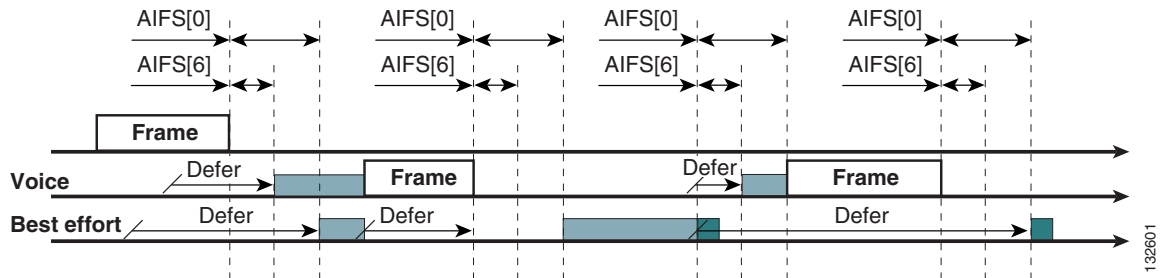 AIFS[0] AIFS[0] AIFS[0] AIFS[0]
AIFS[6] AIFS[6] AIFS[6] AIFS[6]
Frame
Voice Defer Frame Defer Frame
Best effort Defer Defer Defer
132601